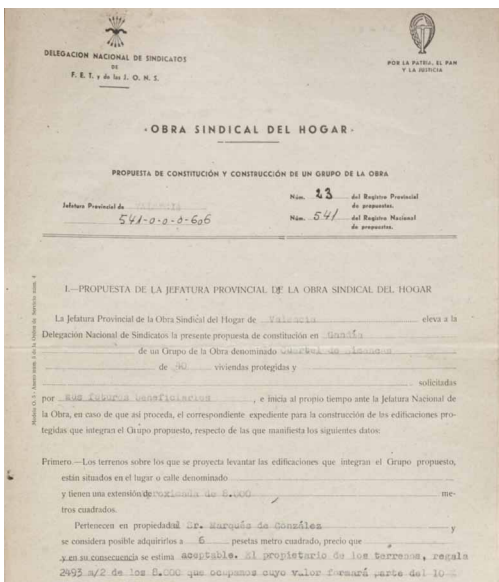 DELEGACION NACIONAL DE SINDICATOS
DE
F. E. T. y de las J. O. N. S.
POR LA PATRIA, EL PAN
Y LA JUSTICIA
·OBRA SINDICAL DEL HOGAR·
PROPUESTA DE CONSTITUCIÓN Y CONSTRUCCIÓN DE UN GRUPO DE LA OBRA
Jefatura Provincial de Valencia
541-0-0-0-606
Núm. 23 del Registro Provincial
de propuestas.
Núm. 541 del Registro Nacional
de propuestas.
I.—PROPUESTA DE LA JEFATURA PROVINCIAL DE LA OBRA SINDICAL DEL HOGAR
La Jefatura Provincial de la Obra Sindical del Hogar de Valencia eleva a la
Delegación Nacional de Sindicatos la presente propuesta de constitución en Gandía
de un Grupo de la Obra denominado
de 90 viviendas protegidas y
solicitadas
por sus futuros beneficiarios, e inicia al propio tiempo ante la Jefatura Nacional de
la Obra, en caso de que así proceda, el correspondiente expediente para la construcción de las edificaciones pro-
tegidas que integran el Grupo propuesto, respecto de las que manifiesta los siguientes datos:
Primero.—Los terrenos sobre los que se proyecta levantar las edificaciones que integran el Grupo propuesto,
están situados en el lugar o calle denominado
y tienen una extensión de 8.000 me-
tros cuadrados.
Pertenecen en propiedad al Sr. Marqués de González y
se considera posible adquirirlos a 6 pesetas metro cuadrado, precio que
y en su consecuencia se estima aceptable. El propietario de los terrenos, regala
2493 m/2 de los 8.000 que ocupamos cuyo valor formará parte del 10